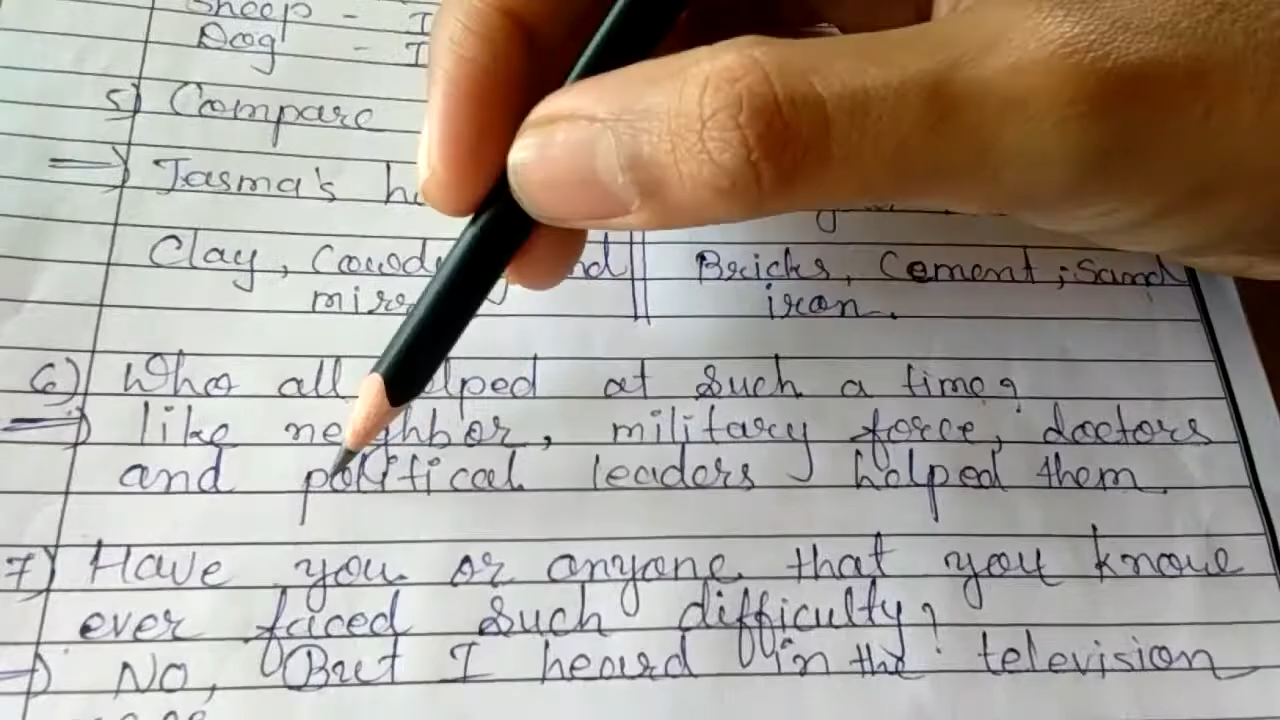 Sheep - I
Dog - I
5) Compare
=) Jasma's
Clay, nd || Bricks, Cement, Sand
iron.
6) Who all at such a time?
=) like neighbor, military force, doctors
and political leaders helped them.
7) Have you or anyone that you know
ever faced such difficulty?
=) No, But I heard in the television